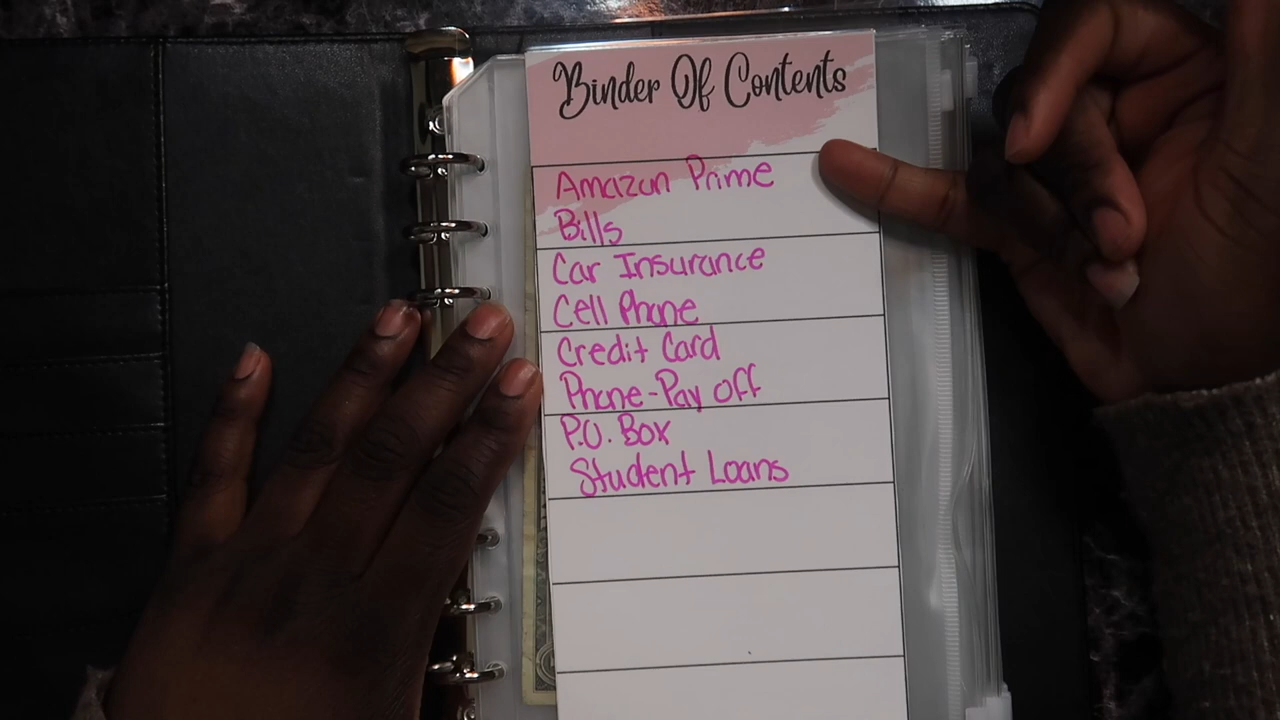 Binder Of Contents
Amazon Prime
Bills
Car Insurance
Cell Phone
Credit Card
Phone-Pay off
P.O. Box
Student Loans